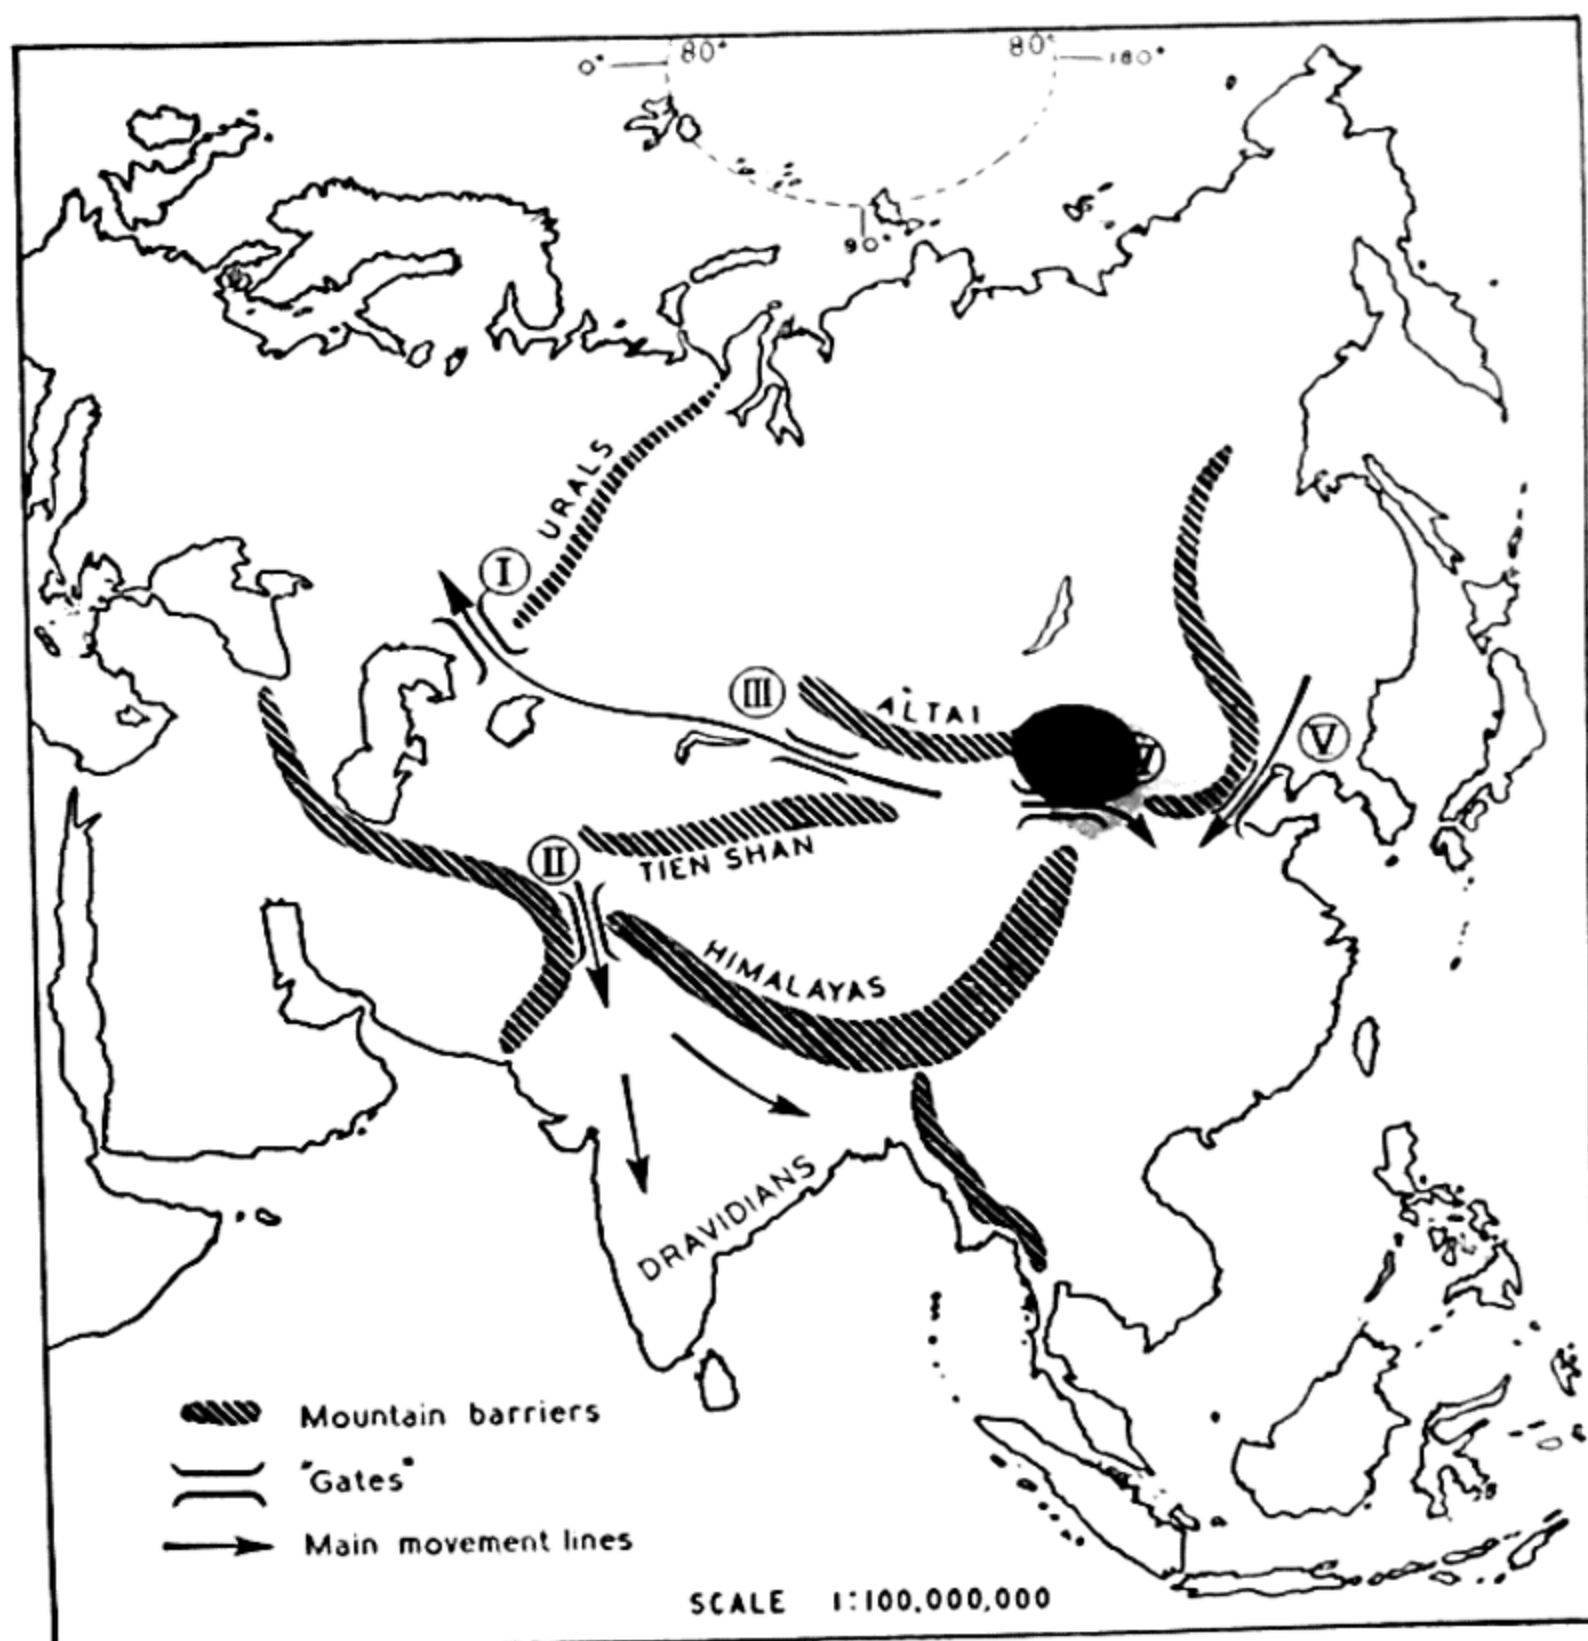 0° 80° 80° 180°
90°
URALS
I
III
ALTAI
V
II
TIEN SHAN
HIMALAYAS
DRAVIDIANS
Mountain barriers
"Gates"
Main movement lines
SCALE 1:100,000,000